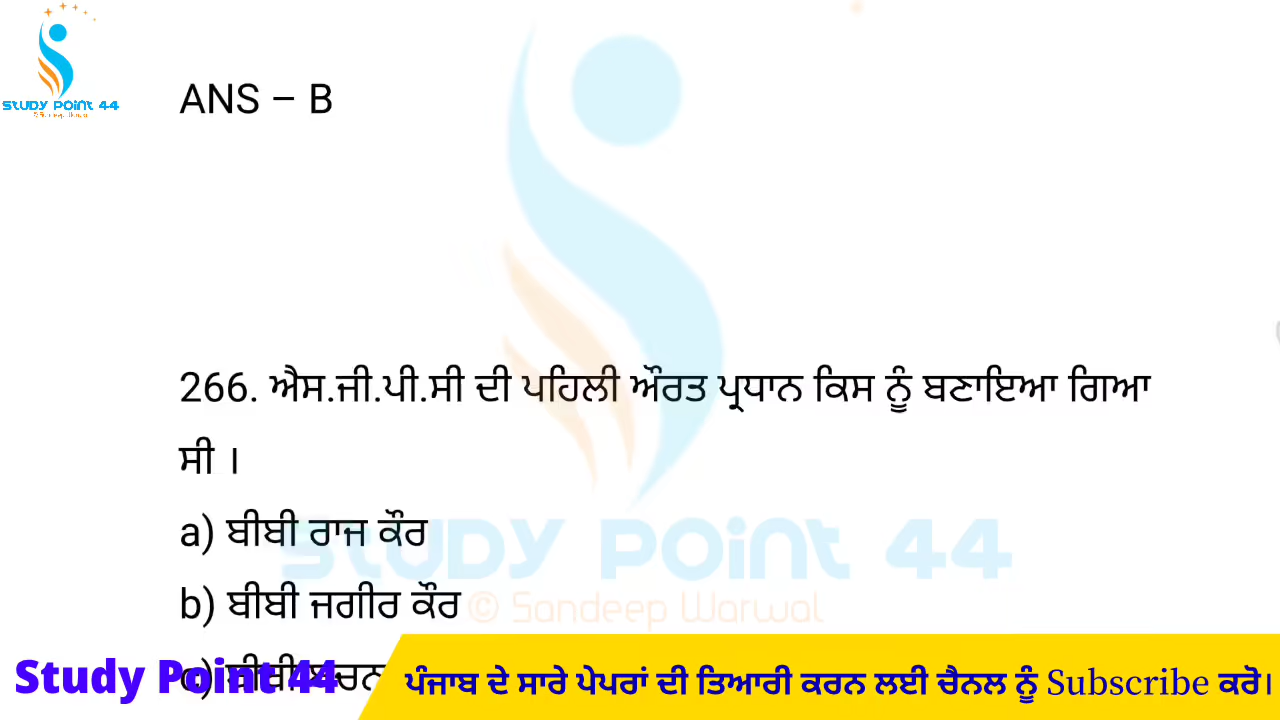 STUDY POINT 44
ANS – B
266. ਐਸ.ਜੀ.ਪੀ.ਸੀ ਦੀ ਪਹਿਲੀ ਔਰਤ ਪ੍ਰਧਾਨ ਕਿਸ ਨੂੰ ਬਣਾਇਆ ਗਿਆ
ਸੀ ।
a) ਬੀਬੀ ਰਾਜ ਕੌਰ
STUDY POINT 44
b) ਬੀਬੀ ਜਗੀਰ ਕੌਰ
© Sandeep Warwal
c) ਬੀਬੀ
Study Point 44
ਪੰਜਾਬ ਦੇ ਸਾਰੇ ਪੇਪਰਾਂ ਦੀ ਤਿਆਰੀ ਕਰਨ ਲਈ ਚੈਨਲ ਨੂੰ Subscribe ਕਰੋ।